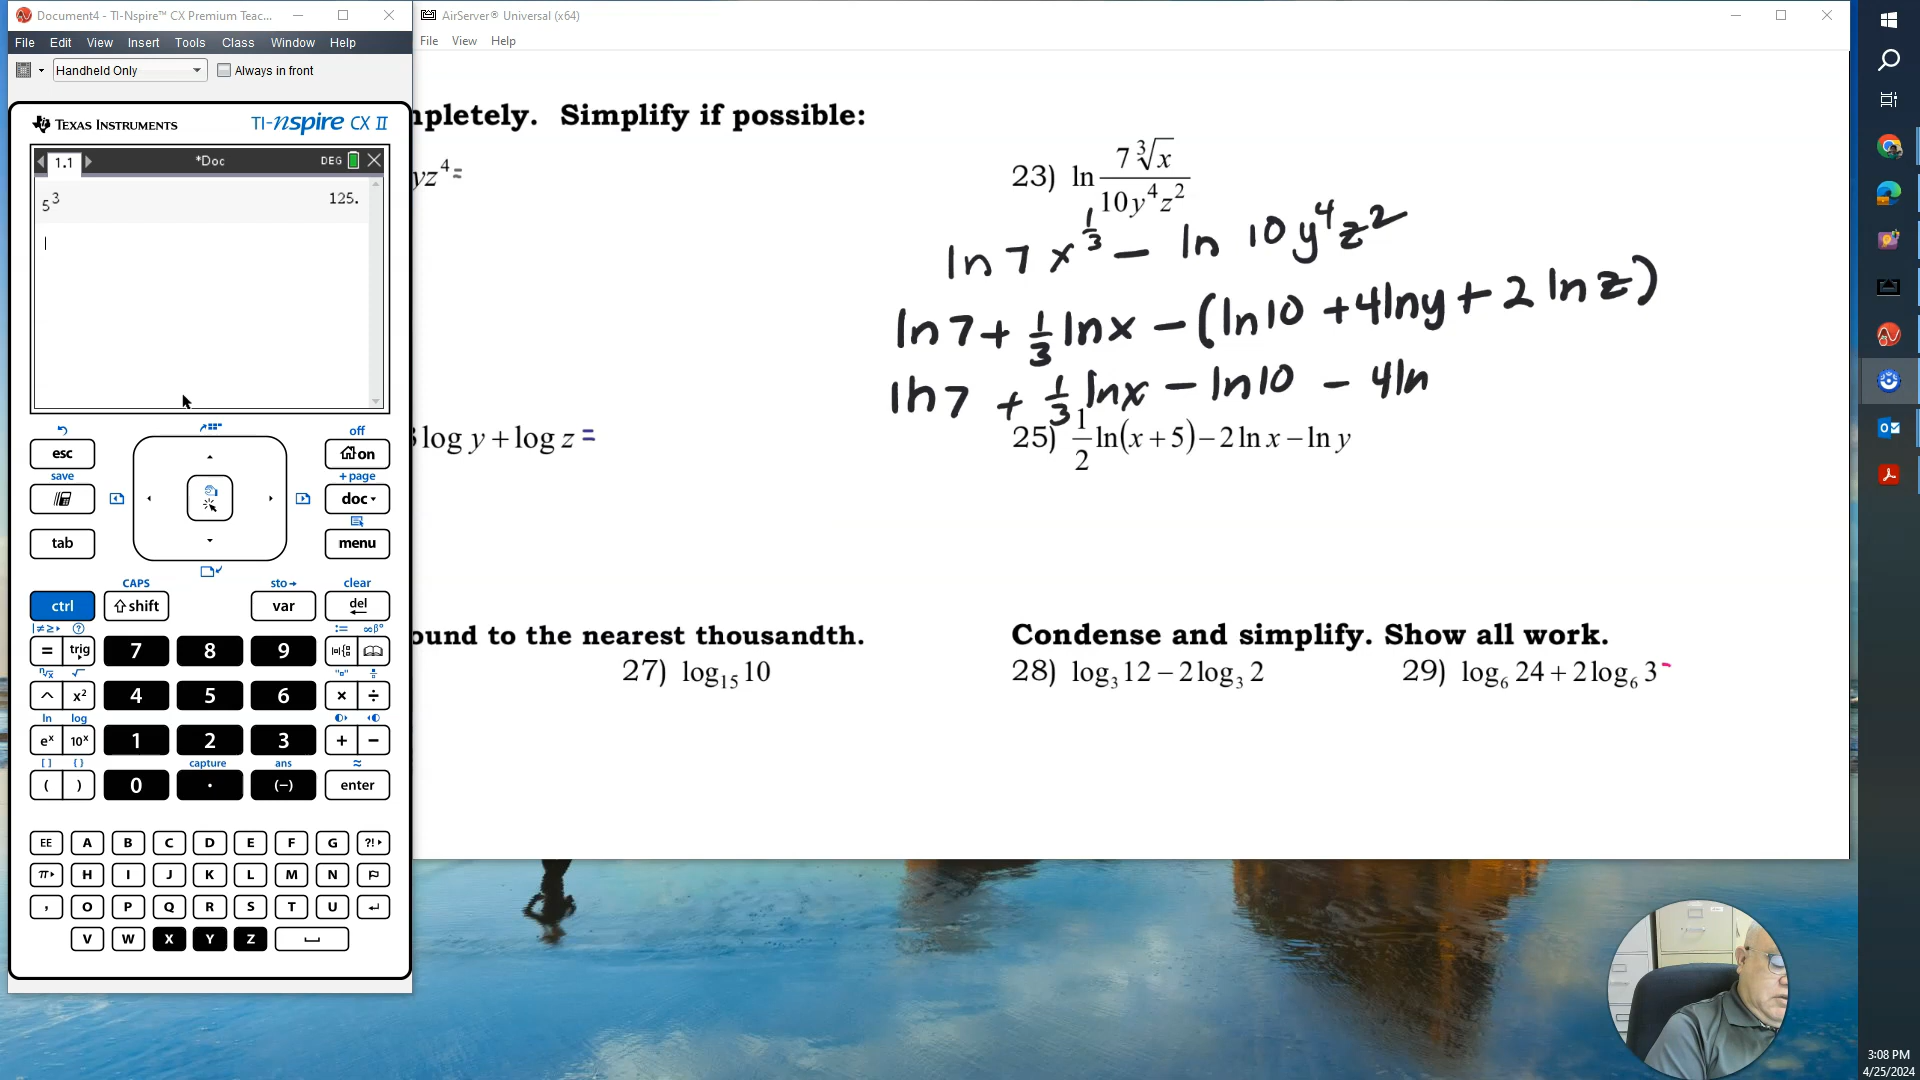 Document4 - TI-Nspire™ CX Premium Teac...
File Edit View Insert Tools Class Window Help
Handheld Only
Always in front
TEXAS INSTRUMENTS
TI-nspire CX II
1.1
*Doc
DEG
5³ 125.
off
esc
on
save
+ page
doc
tab
menu
CAPS
sto→
clear
ctrl
shift
var
del
= trig 7 8 9
^ x² 4 5 6 × ÷
ln log
eˣ 10ˣ 1 2 3 + −
[ ] { }
capture
ans
≈
( ) 0 . (−) enter
EE A B C D E F G ?!
π H I J K L M N
, O P Q R S T U
V W X Y Z
AirServer® Universal (x64)
File View Help
mpletely. Simplify if possible:
yz⁴=
23) ln 7∛x / 10y⁴z²
ln 7 x^(1/3) − ln 10 y⁴z²
ln 7 + 1/3 ln x − (ln 10 + 4 ln y + 2 ln z)
ln 7 + 1/3 ln x − ln 10 − 4 ln
3 log y + log z =
25) 1/2 ln(x + 5) − 2 ln x − ln y
ound to the nearest thousandth.
27) log₁₅ 10
Condense and simplify. Show all work.
28) log₃ 12 − 2 log₃ 2
29) log₆ 24 + 2 log₆ 3
3:08 PM
4/25/2024